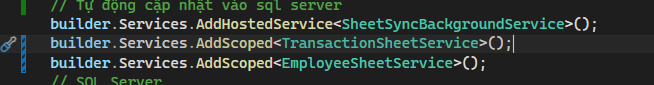 // Tự động cập nhật vào sql server
builder.Services.AddHostedService<SheetSyncBackgroundService>();
builder.Services.AddScoped<TransactionSheetService>();
builder.Services.AddScoped<EmployeeSheetService>();
// SQL Server